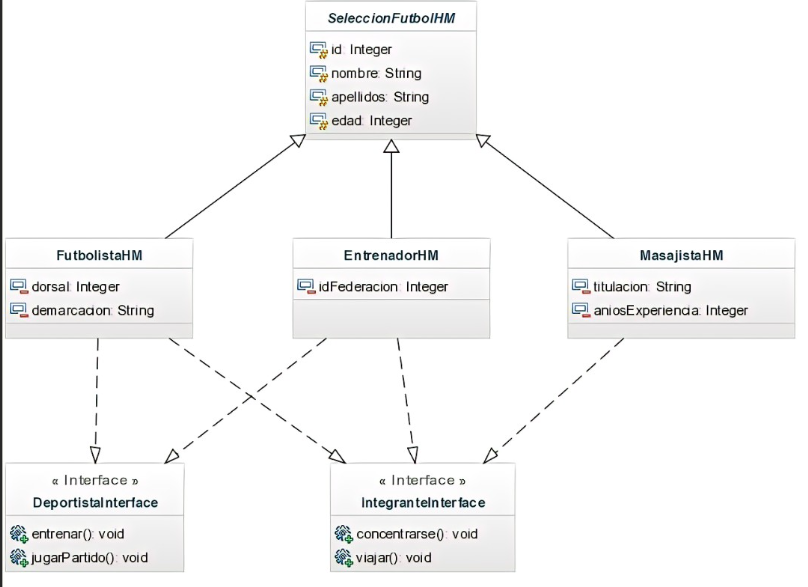 SeleccionFutbolHM
id: Integer
nombre: String
apellidos: String
edad: Integer
FutbolistaHM
dorsal: Integer
demarcacion: String
EntrenadorHM
idFederacion: Integer
MasajistaHM
titulacion: String
aniosExperiencia: Integer
« Interface »
DeportistaInterface
entrenar(): void
jugarPartido(): void
« Interface »
IntegranteInterface
concentrarse(): void
viajar(): void